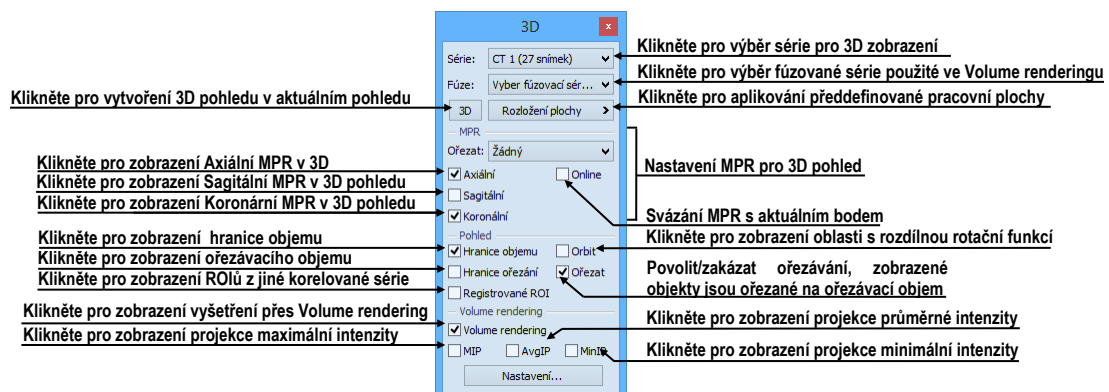 3D
x
Série: CT 1 (27 snímek)
Klikněte pro výběr série pro 3D zobrazení
Fúze: Vyber fúzovací sér...
Klikněte pro výběr fúzované série použité ve Volume renderingu
Klikněte pro vytvoření 3D pohledu v aktuálním pohledu
3D Rozložení plochy
Klikněte pro aplikování předdefinované pracovní plochy
MPR
Ořezat: Žádný
Klikněte pro zobrazení Axiální MPR v 3D
Axiální Online
Nastavení MPR pro 3D pohled
Klikněte pro zobrazení Sagitální MPR v 3D pohledu
Sagitální
Klikněte pro zobrazení Koronární MPR v 3D pohledu
Koronální
Svázání MPR s aktuálním bodem
Pohled
Klikněte pro zobrazení hranice objemu
Hranice objemu Orbit
Klikněte pro zobrazení oblasti s rozdílnou rotační funkcí
Klikněte pro zobrazení ořezávacího objemu
Hranice ořezání Ořezat
Povolit/zakázat ořezávání, zobrazené
objekty jsou ořezané na ořezávací objem
Klikněte pro zobrazení ROIů z jiné korelované série
Registrované ROI
Volume rendering
Klikněte pro zobrazení vyšetření přes Volume rendering
Volume rendering
Klikněte pro zobrazení projekce průměrné intenzity
Klikněte pro zobrazení projekce maximální intenzity
MIP AvgIP MinIP
Klikněte pro zobrazení projekce minimální intenzity
Nastavení...